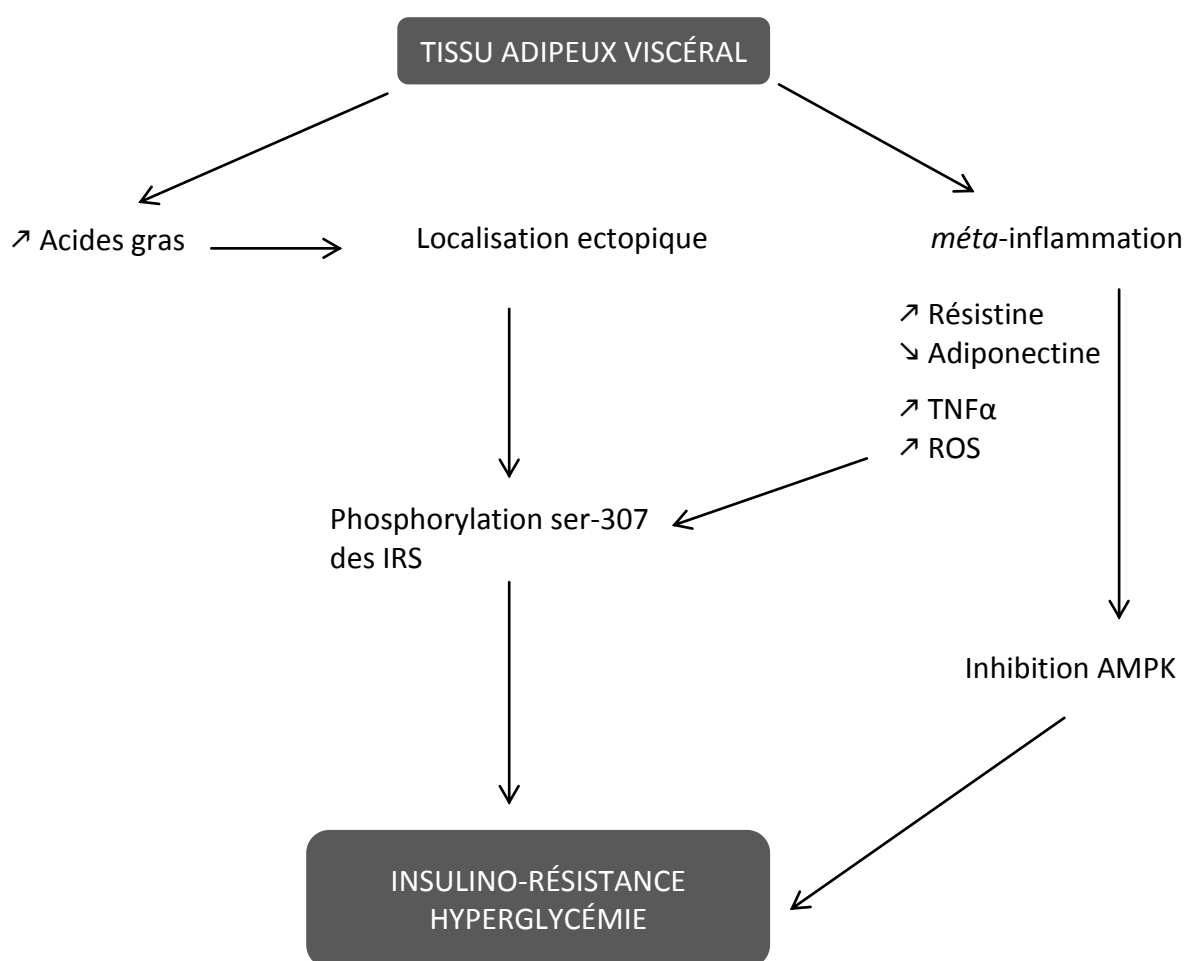 TISSU ADIPEUX VISCÉRAL
↗ Acides gras
Localisation ectopique
méta-inflammation
↗ Résistine
↘ Adiponectine
↗ TNFα
↗ ROS
Phosphorylation ser-307
des IRS
Inhibition AMPK
INSULINO-RÉSISTANCE
HYPERGLYCÉMIE